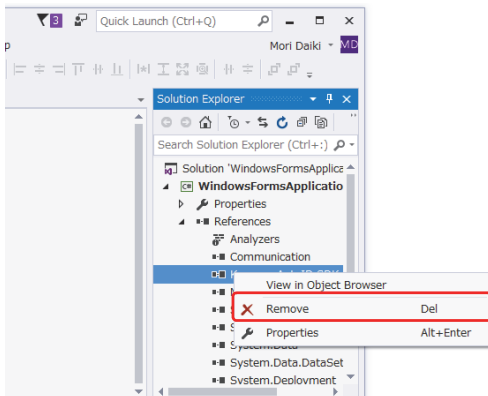 3 Quick Launch (Ctrl+Q)
p Mori Daiki MD
Solution Explorer
Search Solution Explorer (Ctrl+:)
Solution 'WindowsFormsApplica
C# WindowsFormsApplicatio
Properties
References
Analyzers
Communication
View in Object Browser
Remove Del
Properties Alt+Enter
System.Data
System.Data.DataSet
System.Deployment